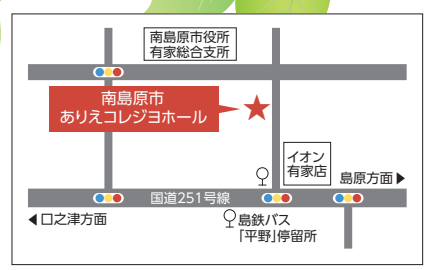 南島原市役所
有家総合支所
南島原市
ありえコレジヨホール
イオン
有家店
島原方面▶
国道251号線
◀口之津方面
島鉄バス
「平野」停留所